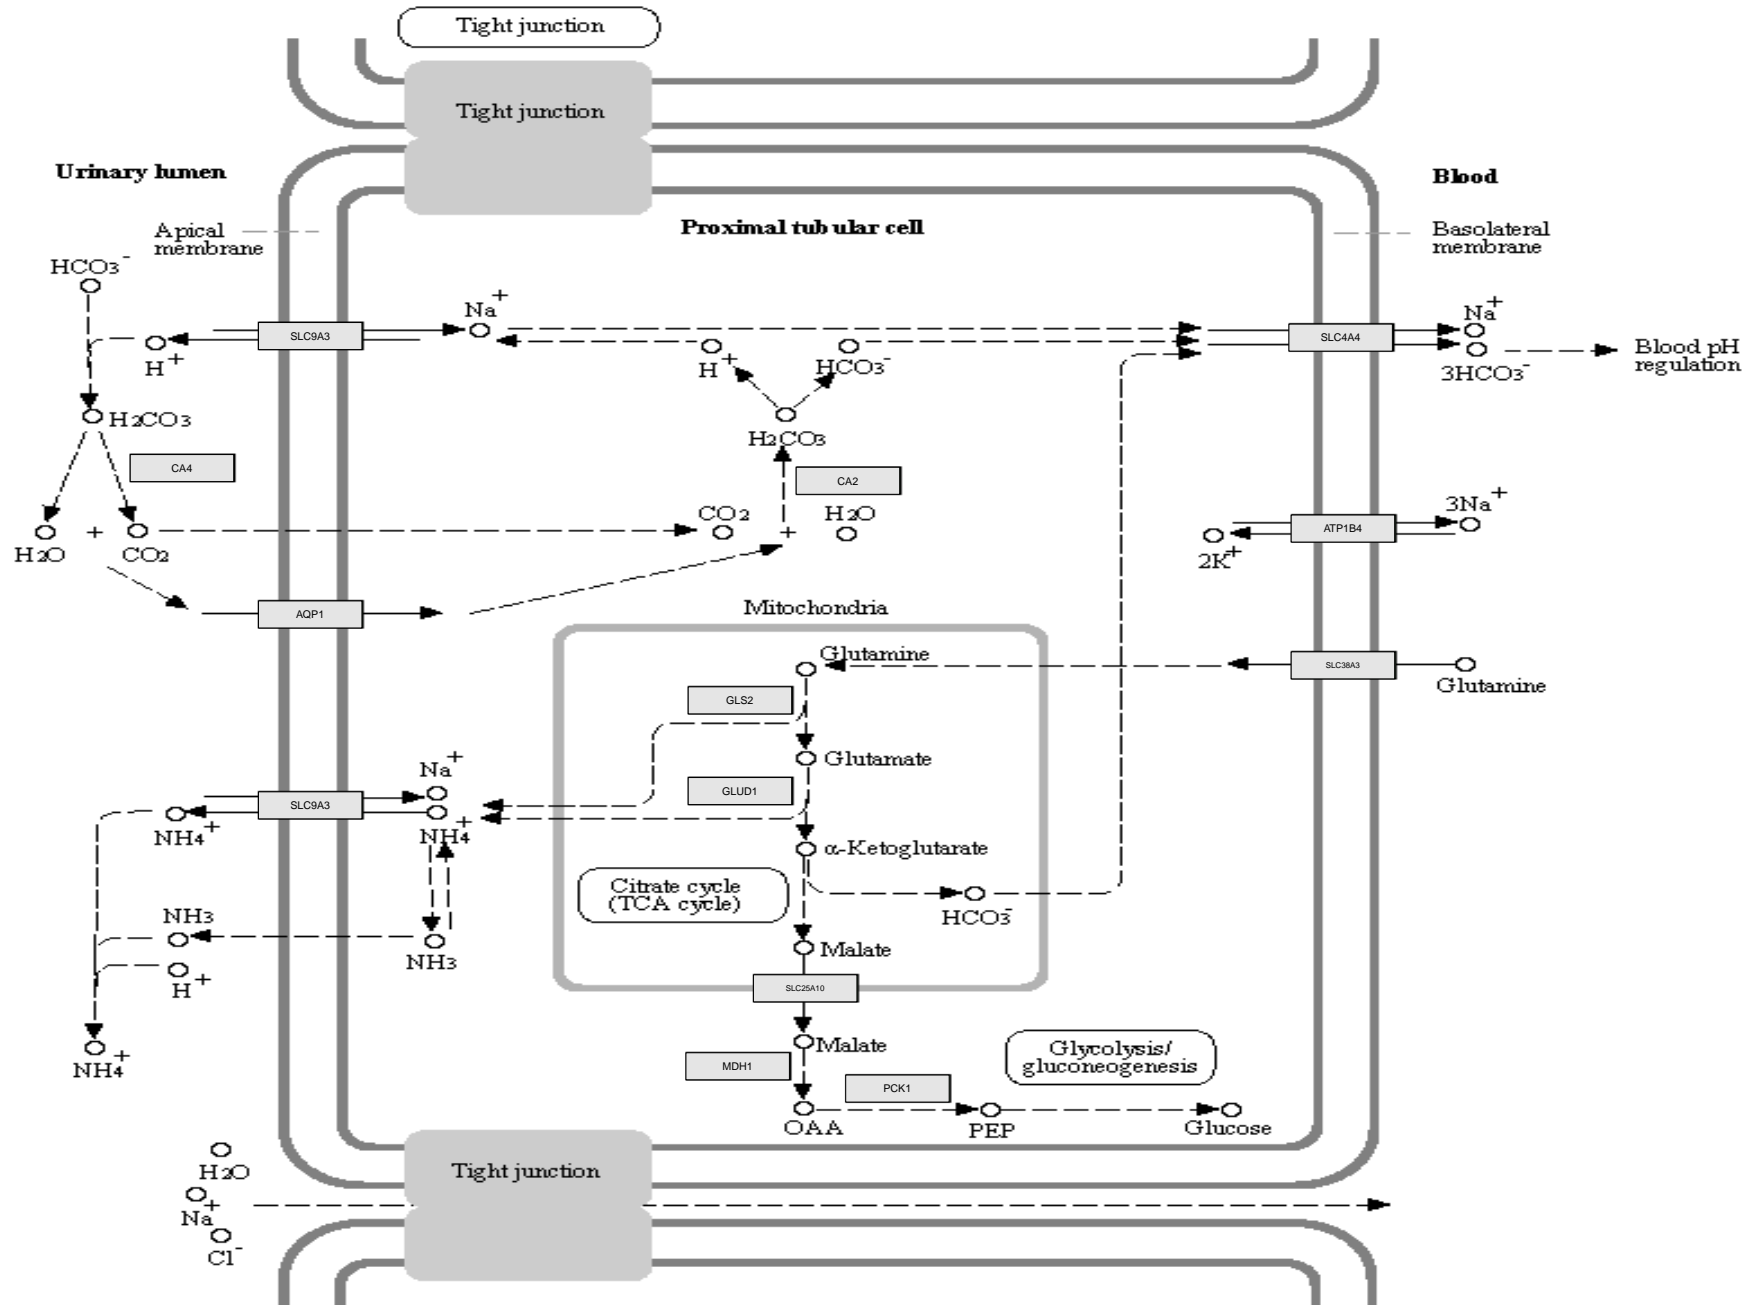 Tight junction
Tight junction
Urinary lumen
Blood
Apical
membrane
Proximal tubular cell
Basolateral
membrane
HCO3-
Na+
Na+
SLC9A3
SLC4A4
H+
H+
HCO3-
3HCO3-
Blood pH
regulation
H2CO3
H2CO3
CA4
CA2
CO2
H2O
3Na+
H2O
+
CO2
+
ATP1B4
2K+
AQP1
Mitochondria
Glutamine
SLC38A3
Glutamine
GLS2
Glutamate
Na+
GLUD1
SLC9A3
NH4+
NH4+
α-Ketoglutarate
Citrate cycle
(TCA cycle)
HCO3-
NH3
NH3
Malate
H+
SLC25A10
Malate
NH4+
MDH1
Glycolysis/
gluconeogenesis
PCK1
OAA
PEP
Glucose
Tight junction
H2O
Na+
Cl-